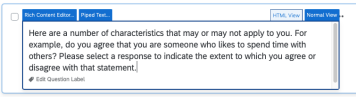 Rich Content Editor... Piped Text... HTML View Normal View
Here are a number of characteristics that may or may not apply to you. For
example, do you agree that you are someone who likes to spend time with
others? Please select a response to indicate the extent to which you agree or
disagree with that statement.
Edit Question Label